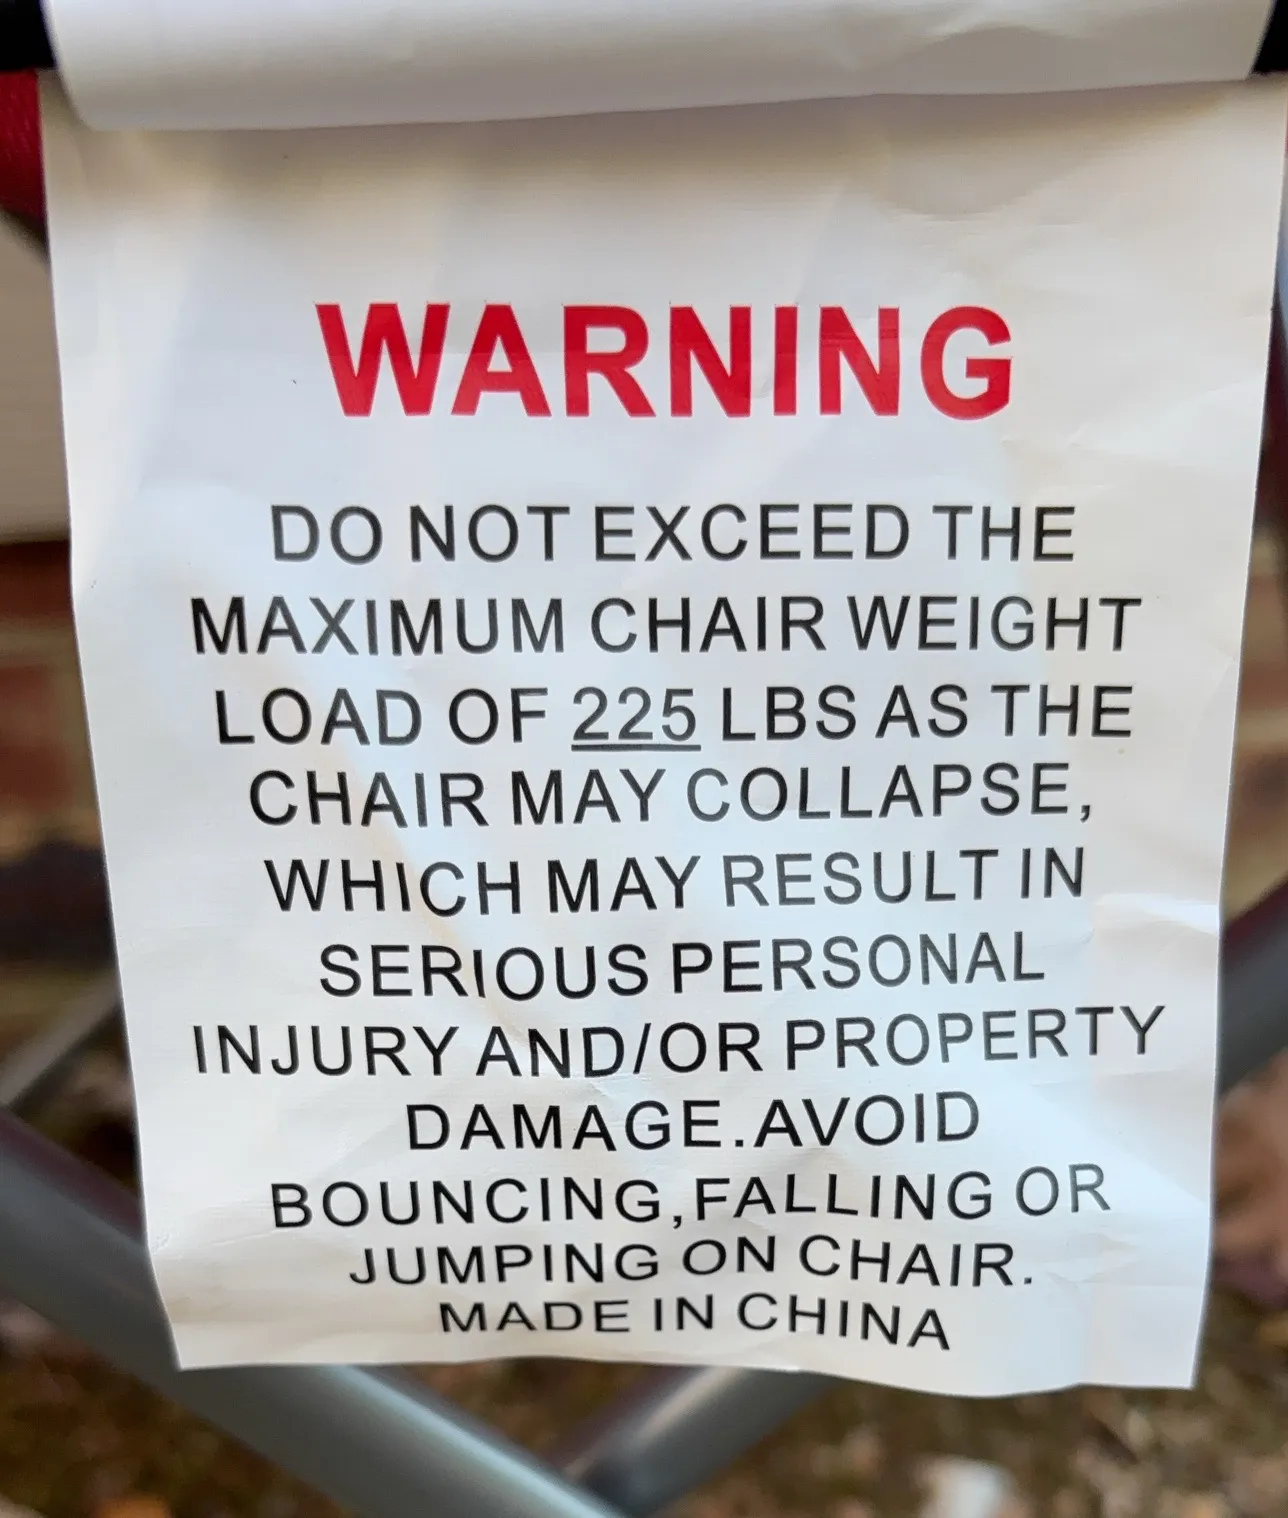 WARNING
DO NOT EXCEED THE
MAXIMUM CHAIR WEIGHT
LOAD OF 225 LBS AS THE
CHAIR MAY COLLAPSE,
WHICH MAY RESULT IN
SERIOUS PERSONAL
INJURY AND/OR PROPERTY
DAMAGE.AVOID
BOUNCING,FALLING OR
JUMPING ON CHAIR.
MADE IN CHINA